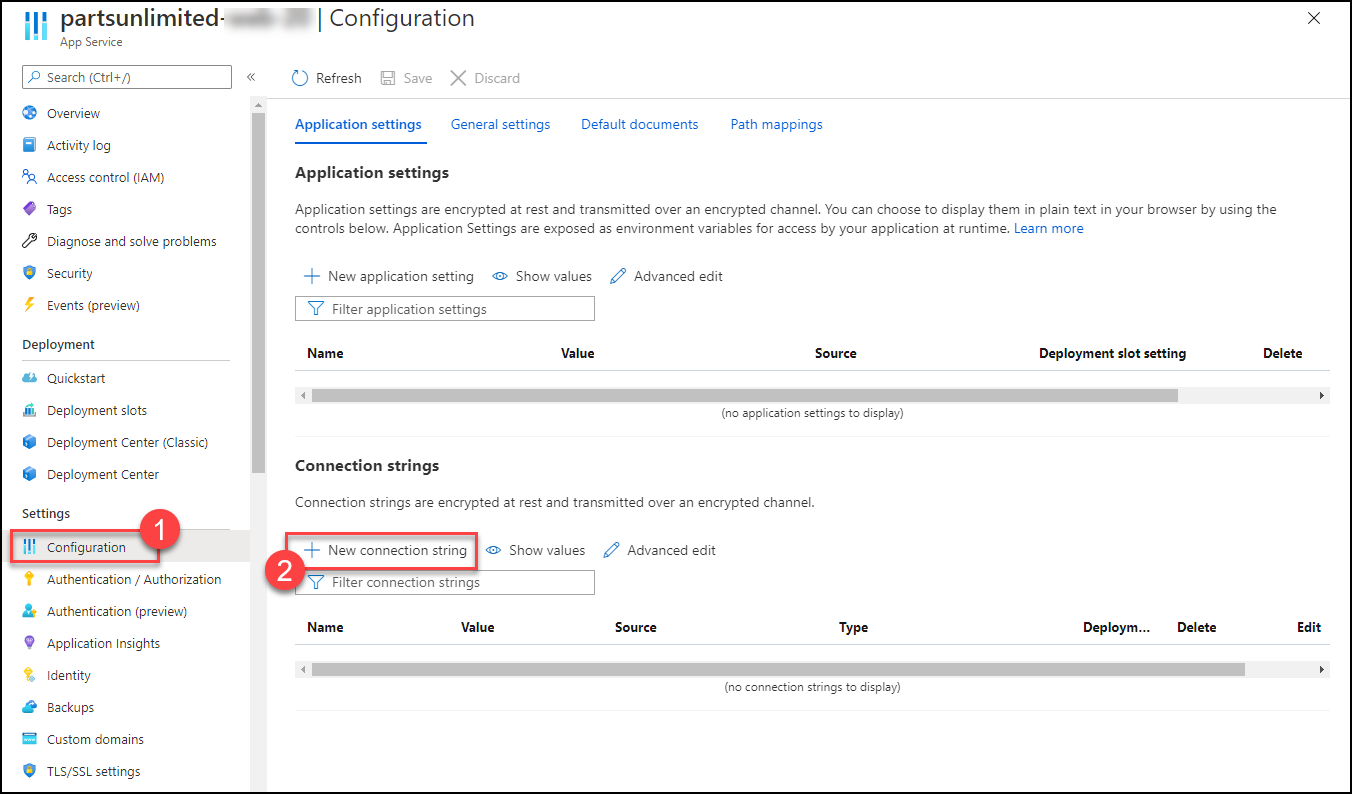 partsunlimited- | Configuration
App Service
Search (Ctrl+/)
«
Refresh
Save
Discard
Overview
Activity log
Access control (IAM)
Tags
Diagnose and solve problems
Security
Events (preview)
Deployment
Quickstart
Deployment slots
Deployment Center (Classic)
Deployment Center
Settings
1
Configuration
Authentication / Authorization
Authentication (preview)
Application Insights
Identity
Backups
Custom domains
TLS/SSL settings
Application settings General settings Default documents Path mappings
Application settings
Application settings are encrypted at rest and transmitted over an encrypted channel. You can choose to display them in plain text in your browser by using the
controls below. Application Settings are exposed as environment variables for access by your application at runtime. Learn more
New application setting Show values Advanced edit
Filter application settings
Name Value Source Deployment slot setting Delete
(no application settings to display)
Connection strings
Connection strings are encrypted at rest and transmitted over an encrypted channel.
2
New connection string Show values Advanced edit
Filter connection strings
Name Value Source Type Deploym... Delete Edit
(no connection strings to display)